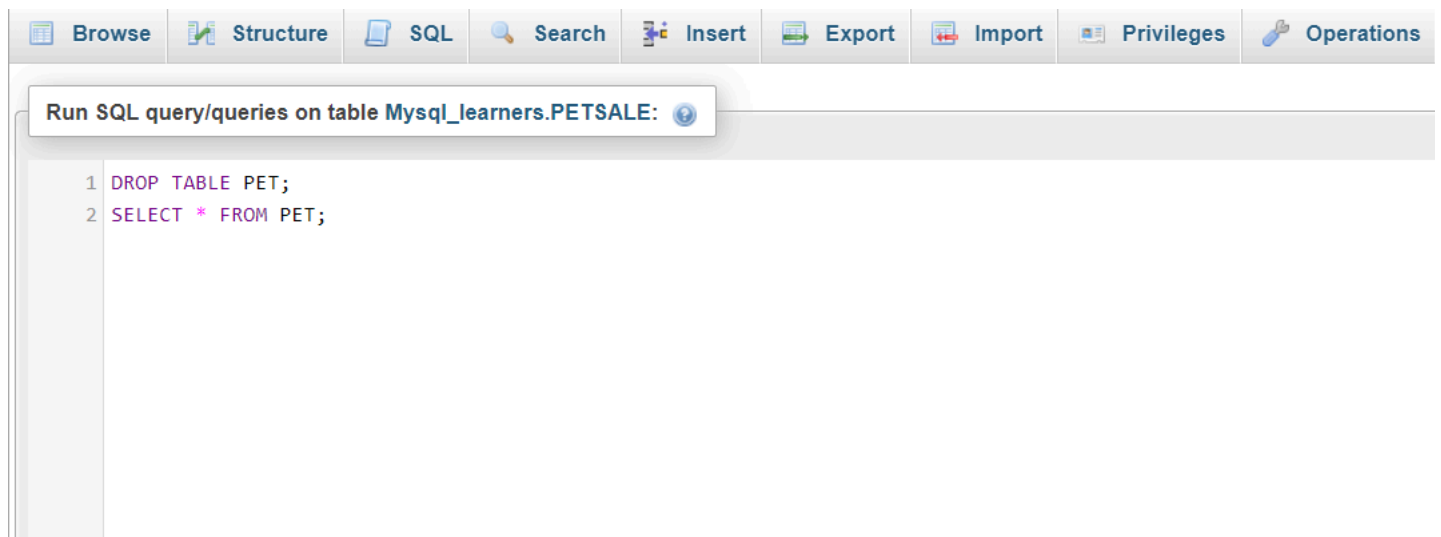 Browse Structure SQL Search Insert Export Import Privileges Operations
Run SQL query/queries on table Mysql_learners.PETSALE:
1 DROP TABLE PET;
2 SELECT * FROM PET;